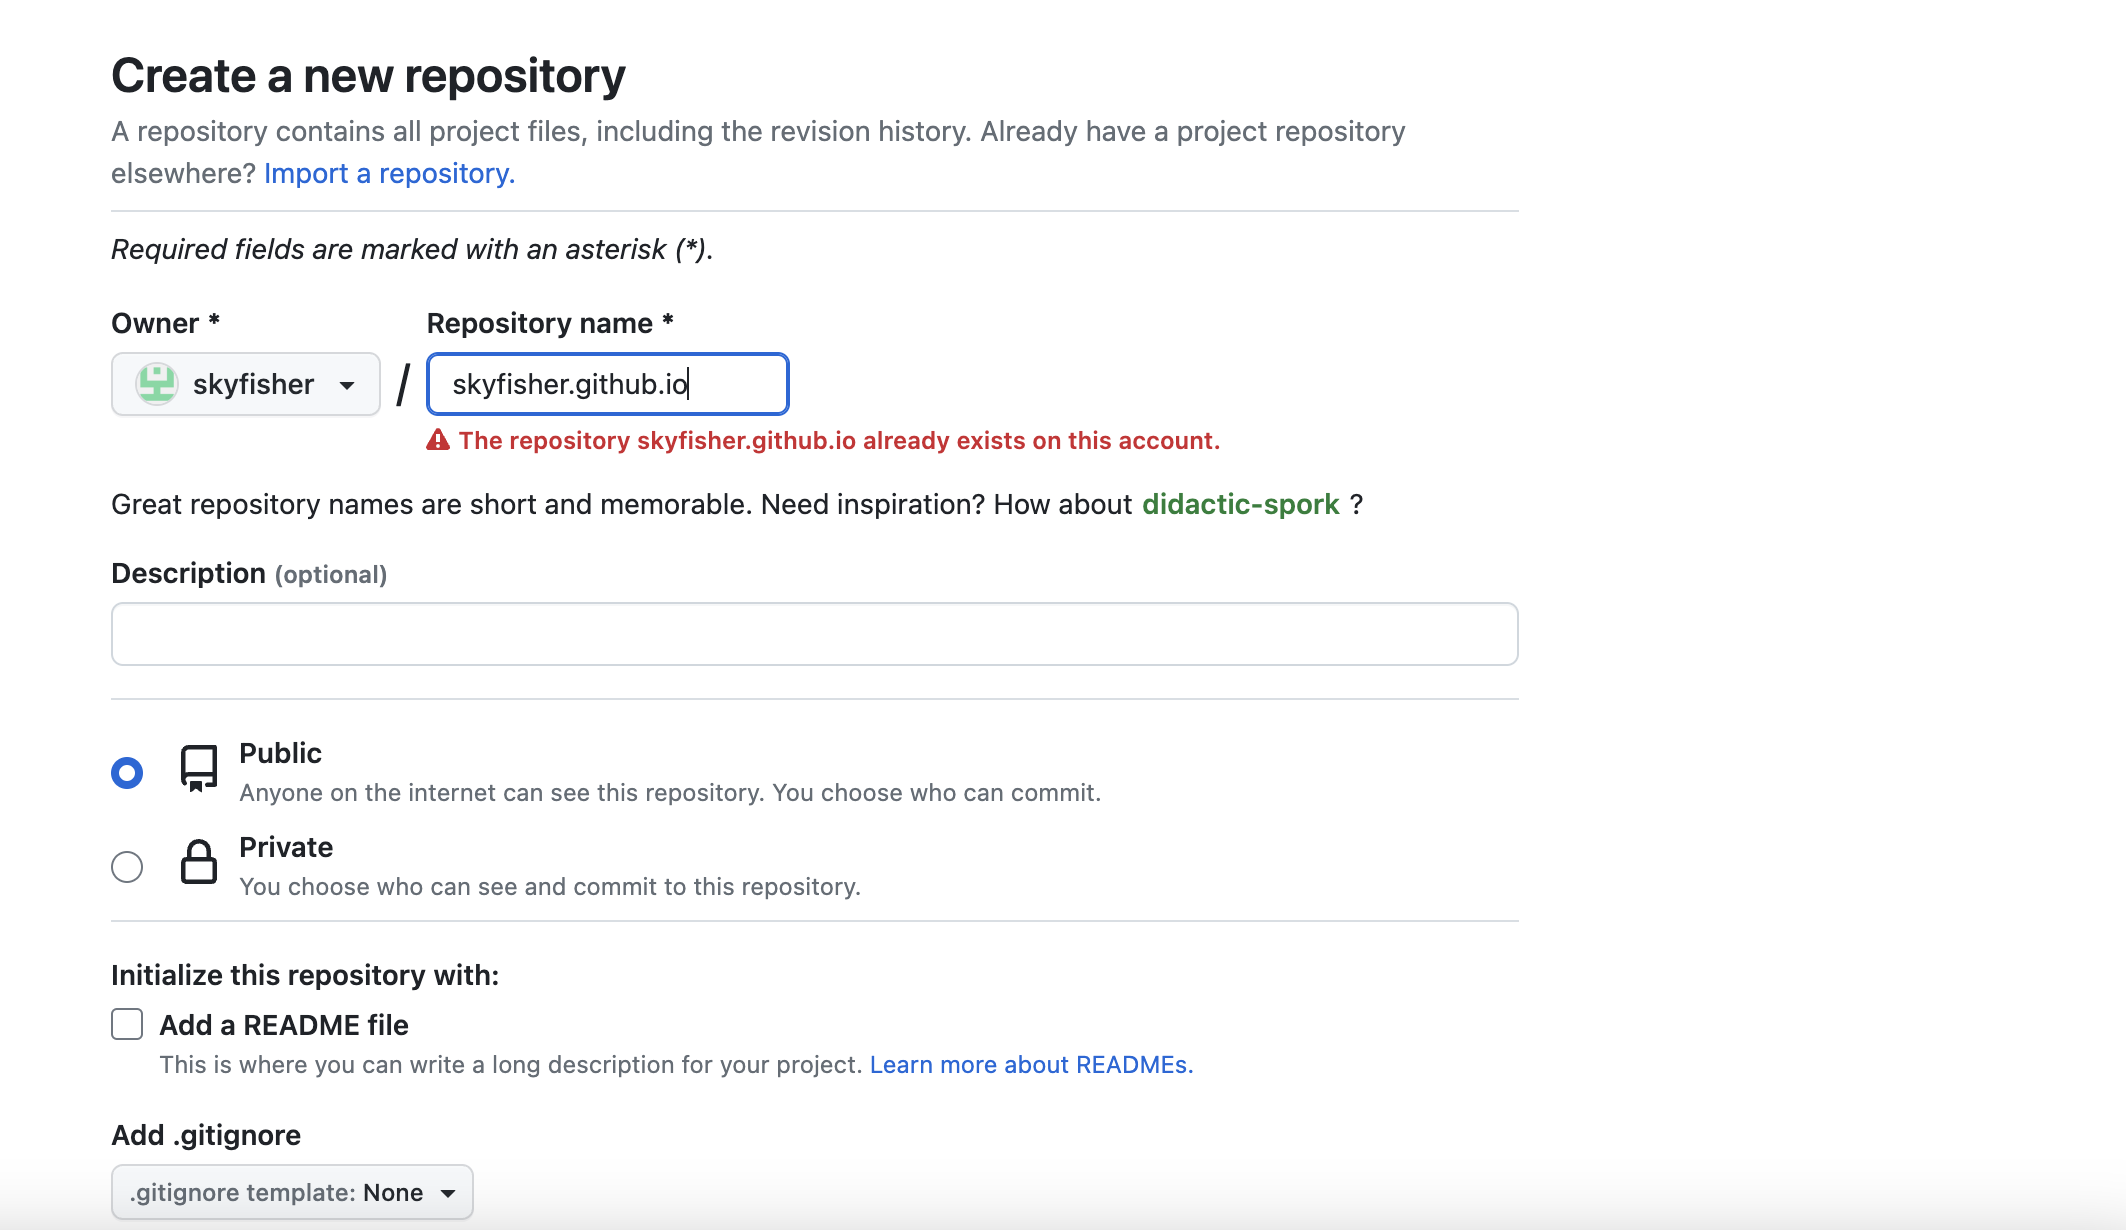 Create a new repository
A repository contains all project files, including the revision history. Already have a project repository
elsewhere? Import a repository.
Required fields are marked with an asterisk (*).
Owner * Repository name *
skyfisher / skyfisher.github.io
The repository skyfisher.github.io already exists on this account.
Great repository names are short and memorable. Need inspiration? How about didactic-spork ?
Description (optional)
Public
Anyone on the internet can see this repository. You choose who can commit.
Private
You choose who can see and commit to this repository.
Initialize this repository with:
Add a README file
This is where you can write a long description for your project. Learn more about READMEs.
Add .gitignore
.gitignore template: None